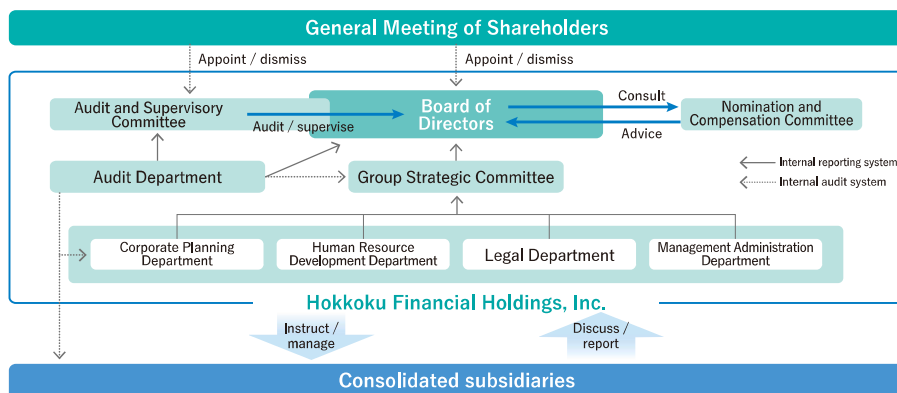 General Meeting of Shareholders
Appoint / dismiss
Appoint / dismiss
Audit and Supervisory
Committee
Audit / supervise
Board of
Directors
Consult
Advice
Nomination and
Compensation Committee
Audit Department
Group Strategic Committee
Internal reporting system
Internal audit system
Corporate Planning
Department
Human Resource
Development Department
Legal Department
Management Administration
Department
Hokkoku Financial Holdings, Inc.
Instruct /
manage
Discuss /
report
Consolidated subsidiaries